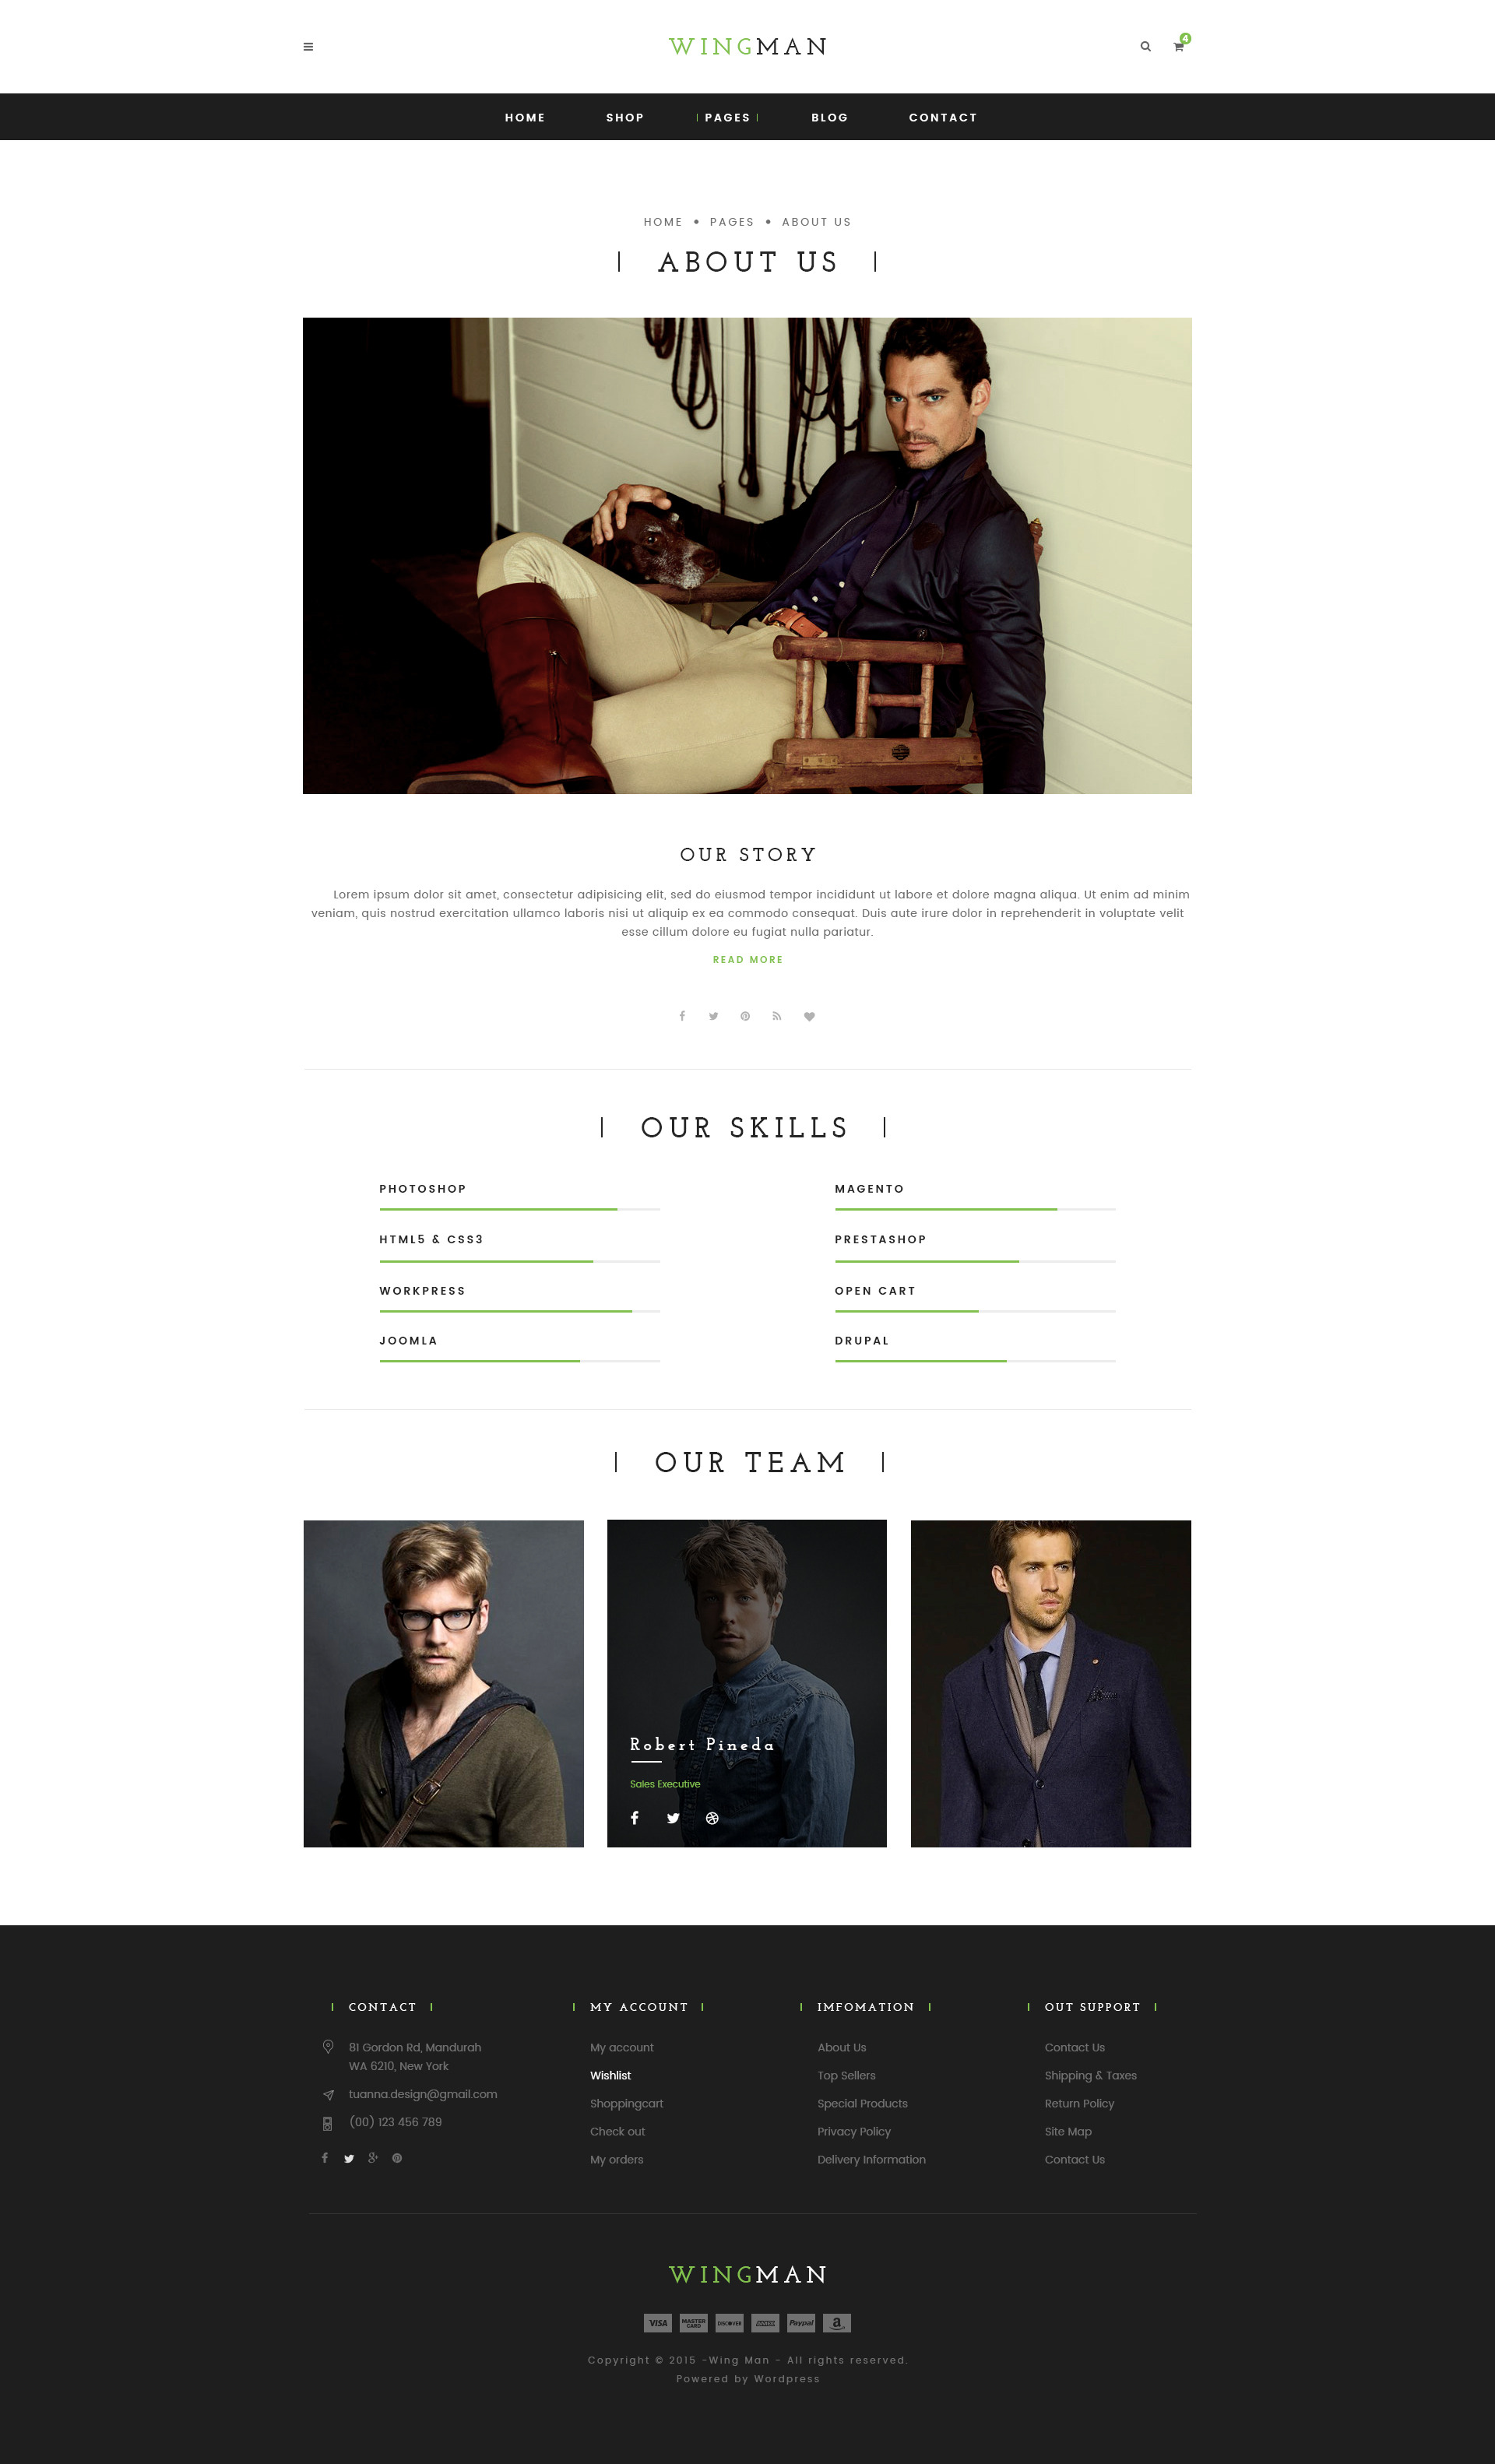 WINGMAN
4
HOME SHOP PAGES BLOG CONTACT
HOME • PAGES • ABOUT US
ABOUT US
OUR STORY
Lorem ipsum dolor sit amet, consectetur adipisicing elit, sed do eiusmod tempor incididunt ut labore et dolore magna aliqua. Ut enim ad minim
veniam, quis nostrud exercitation ullamco laboris nisi ut aliquip ex ea commodo consequat. Duis aute irure dolor in reprehenderit in voluptate velit
esse cillum dolore eu fugiat nulla pariatur.
READ MORE
OUR SKILLS
PHOTOSHOP
HTML5 & CSS3
WORKPRESS
JOOMLA
MAGENTO
PRESTASHOP
OPEN CART
DRUPAL
OUR TEAM
Robert Pineda
Sales Executive
CONTACT
81 Gordon Rd, Mandurah
WA 6210, New York
tuanna.design@gmail.com
(00) 123 456 789
MY ACCOUNT
My account
Wishlist
Shoppingcart
Check out
My orders
IMFOMATION
About Us
Top Sellers
Special Products
Privacy Policy
Delivery Information
OUT SUPPORT
Contact Us
Shipping & Taxes
Return Policy
Site Map
Contact Us
WINGMAN
VISA MASTER CARD DISCOVER AMEX Paypal a
Copyright © 2015 -Wing Man - All rights reserved.
Powered by Wordpress